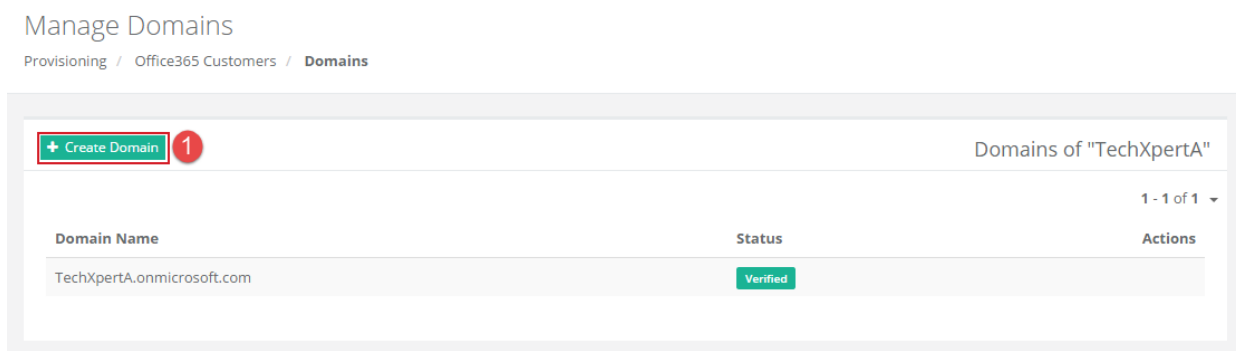 Manage Domains
Provisioning / Office365 Customers / Domains
+ Create Domain 1
Domains of "TechXpertA"
1 - 1 of 1
Domain Name Status Actions
TechXpertA.onmicrosoft.com Verified